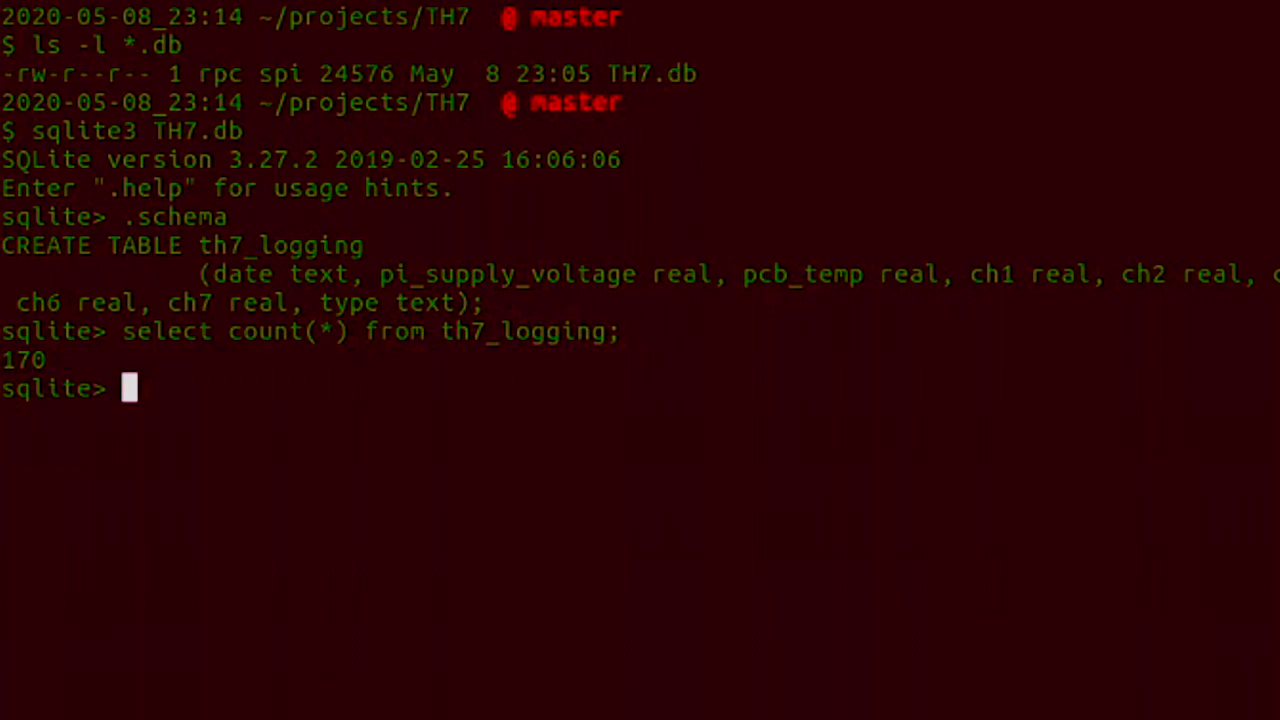 2020-05-08_23:14 ~/projects/TH7  @ master
$ ls -l *.db
-rw-r--r-- 1 rpc spi 24576 May  8 23:05 TH7.db
2020-05-08_23:14 ~/projects/TH7  @ master
$ sqlite3 TH7.db
SQLite version 3.27.2 2019-02-25 16:06:06
Enter ".help" for usage hints.
sqlite> .schema
CREATE TABLE th7_logging
(date text, pi_supply_voltage real, pcb_temp real, ch1 real, ch2 real,
ch6 real, ch7 real, type text);
sqlite> select count(*) from th7_logging;
170
sqlite>